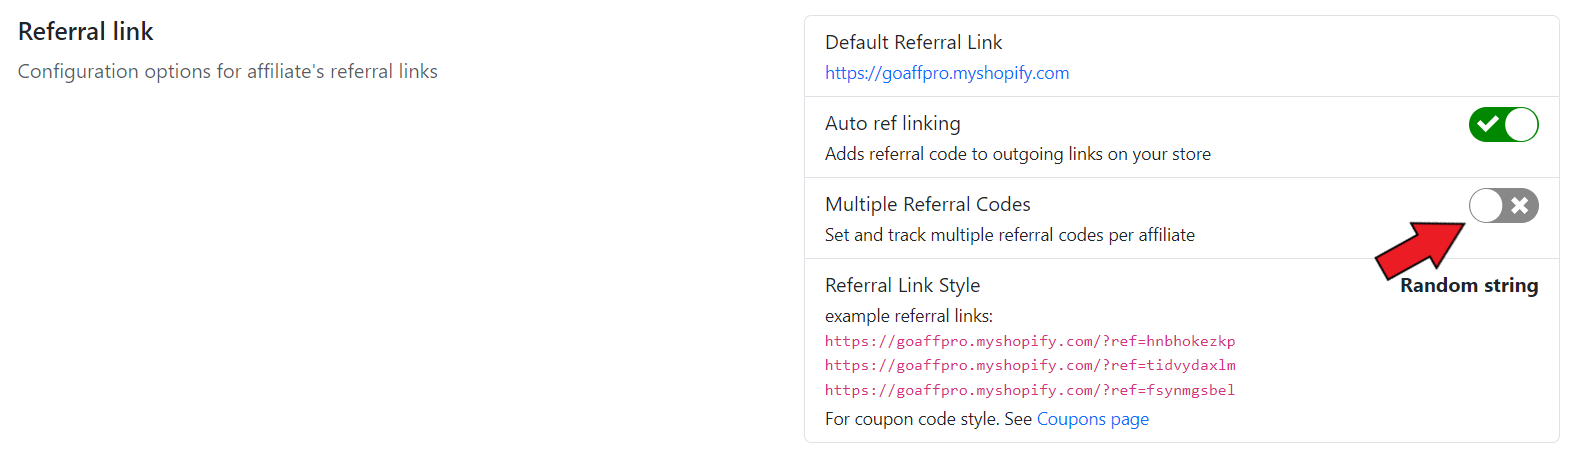 Referral link
Configuration options for affiliate's referral links
Default Referral Link
https://goaffpro.myshopify.com
Auto ref linking
Adds referral code to outgoing links on your store
Multiple Referral Codes
Set and track multiple referral codes per affiliate
Referral Link Style
Random string
example referral links:
https://goaffpro.myshopify.com/?ref=hnbhokezkp
https://goaffpro.myshopify.com/?ref=tidvydaxlm
https://goaffpro.myshopify.com/?ref=fsynmgsbel
For coupon code style. See Coupons page